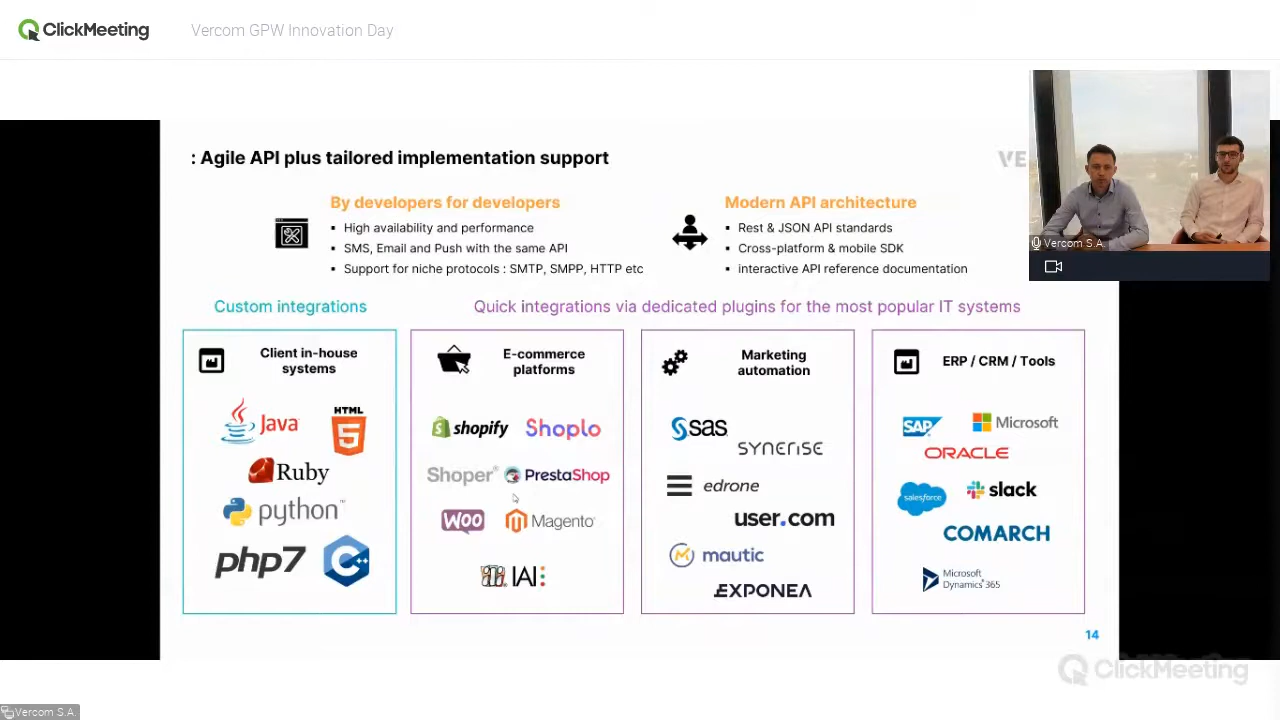 ClickMeeting
Vercom GPW Innovation Day
: Agile API plus tailored implementation support
VE
By developers for developers
▪ High availability and performance
▪ SMS, Email and Push with the same API
▪ Support for niche protocols : SMTP, SMPP, HTTP etc
Modern API architecture
▪ Rest & JSON API standards
▪ Cross-platform & mobile SDK
▪ interactive API reference documentation
Vercom S.A.
Custom integrations
Quick integrations via dedicated plugins for the most popular IT systems
Client in-house
systems
Java
HTML
5
Ruby
python™
php7
C++
E-commerce
platforms
shopify
Shoplo
Shoper®
PrestaShop
WOO
Magento®
IAI
Marketing
automation
sas
SYNERISE
edrone
user.com
mautic
EXPONEA
ERP / CRM / Tools
SAP
Microsoft
ORACLE
salesforce
slack
COMARCH
Microsoft
Dynamics® 365
14
ClickMeeting
Vercom S.A.